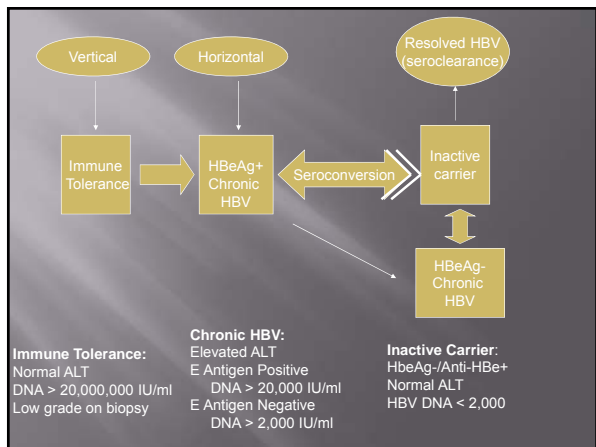 Vertical
Horizontal
Resolved HBV
(seroclearance)
Immune
Tolerance
HBeAg+
Chronic
HBV
Seroconversion
Inactive
carrier
HBeAg-
Chronic
HBV
Immune Tolerance:
Normal ALT
DNA > 20,000,000 IU/ml
Low grade on biopsy
Chronic HBV:
Elevated ALT
E Antigen Positive
DNA > 20,000 IU/ml
E Antigen Negative
DNA > 2,000 IU/ml
Inactive Carrier:
HbeAg-/Anti-HBe+
Normal ALT
HBV DNA < 2,000